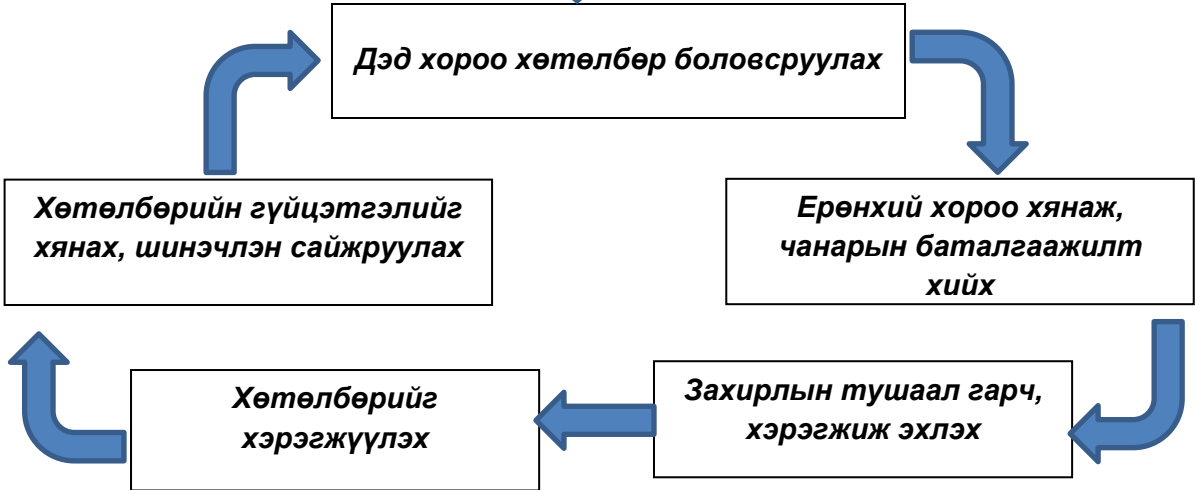 Дэд хороо хөтөлбөр боловсруулах
Ерөнхий хороо хянаж,
чанарын баталгаажилт
хийх
Захирлын тушаал гарч,
хэрэгжиж эхлэх
Хөтөлбөрийг
хэрэгжүүлэх
Хөтөлбөрийн гүйцэтгэлийг
хянах, шинэчлэн сайжруулах